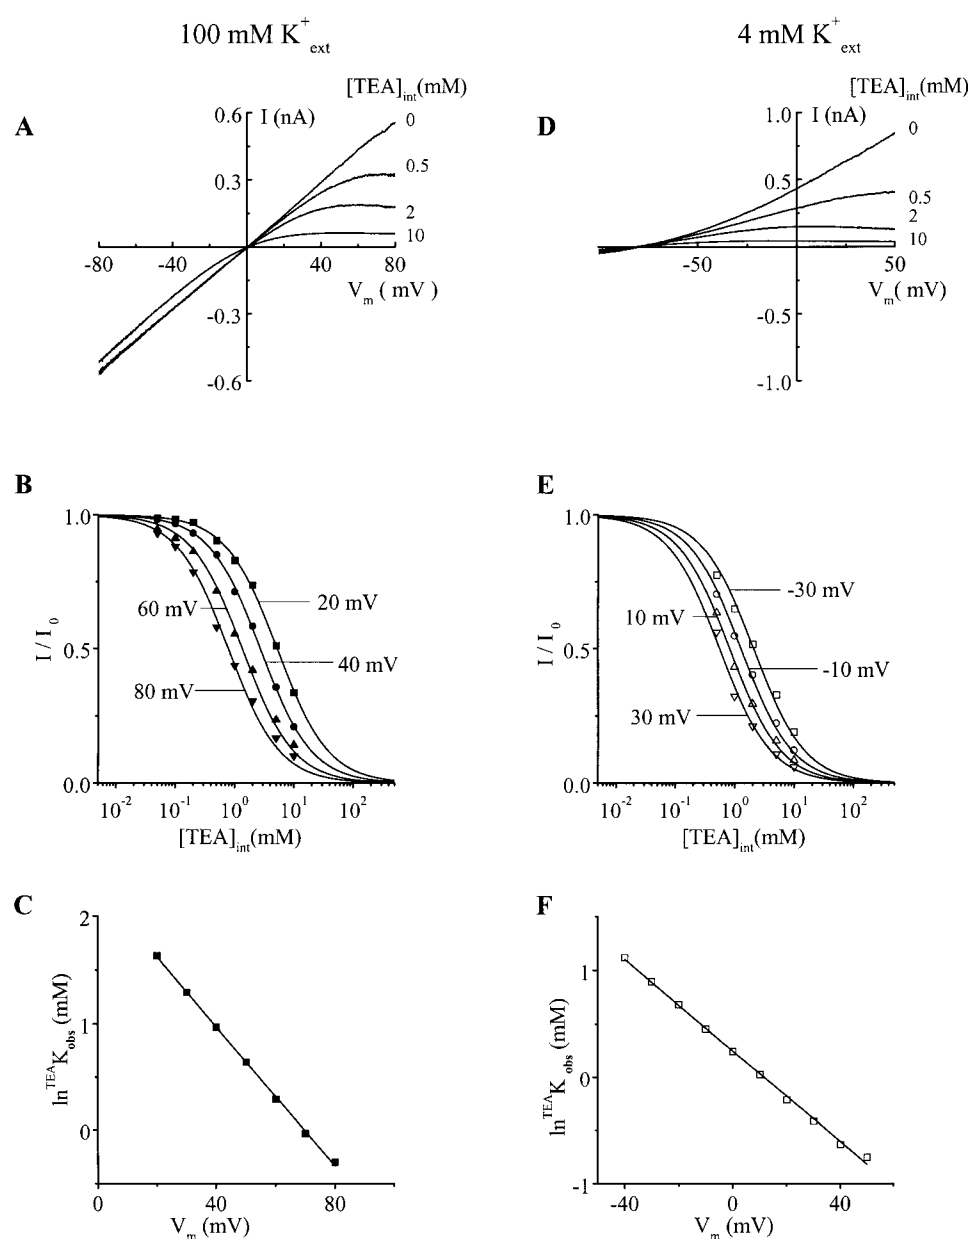 100 mM K⁺ext
4 mM K⁺ext
A
[TEA]int(mM)
0.6
I (nA)
0
0.3
0.5
2
10
-80
-40
0
40
80
Vm ( mV )
-0.3
-0.6
D
[TEA]int(mM)
1.0
I (nA)
0
0.5
0.5
2
10
-50
0
50
Vm ( mV)
-0.5
-1.0
B
1.0
I / I0
0.5
0.0
20 mV
60 mV
40 mV
80 mV
10⁻² 10⁻¹ 10⁰ 10¹ 10²
[TEA]int(mM)
E
1.0
I / I0
0.5
0.0
-30 mV
10 mV
-10 mV
30 mV
10⁻² 10⁻¹ 10⁰ 10¹ 10²
[TEA]int(mM)
C
2
1
0
ln TEAKobs (mM)
0 40 80
Vm (mV)
F
1
0
-1
ln TEAKobs (mM)
-40 0 40
Vm (mV)